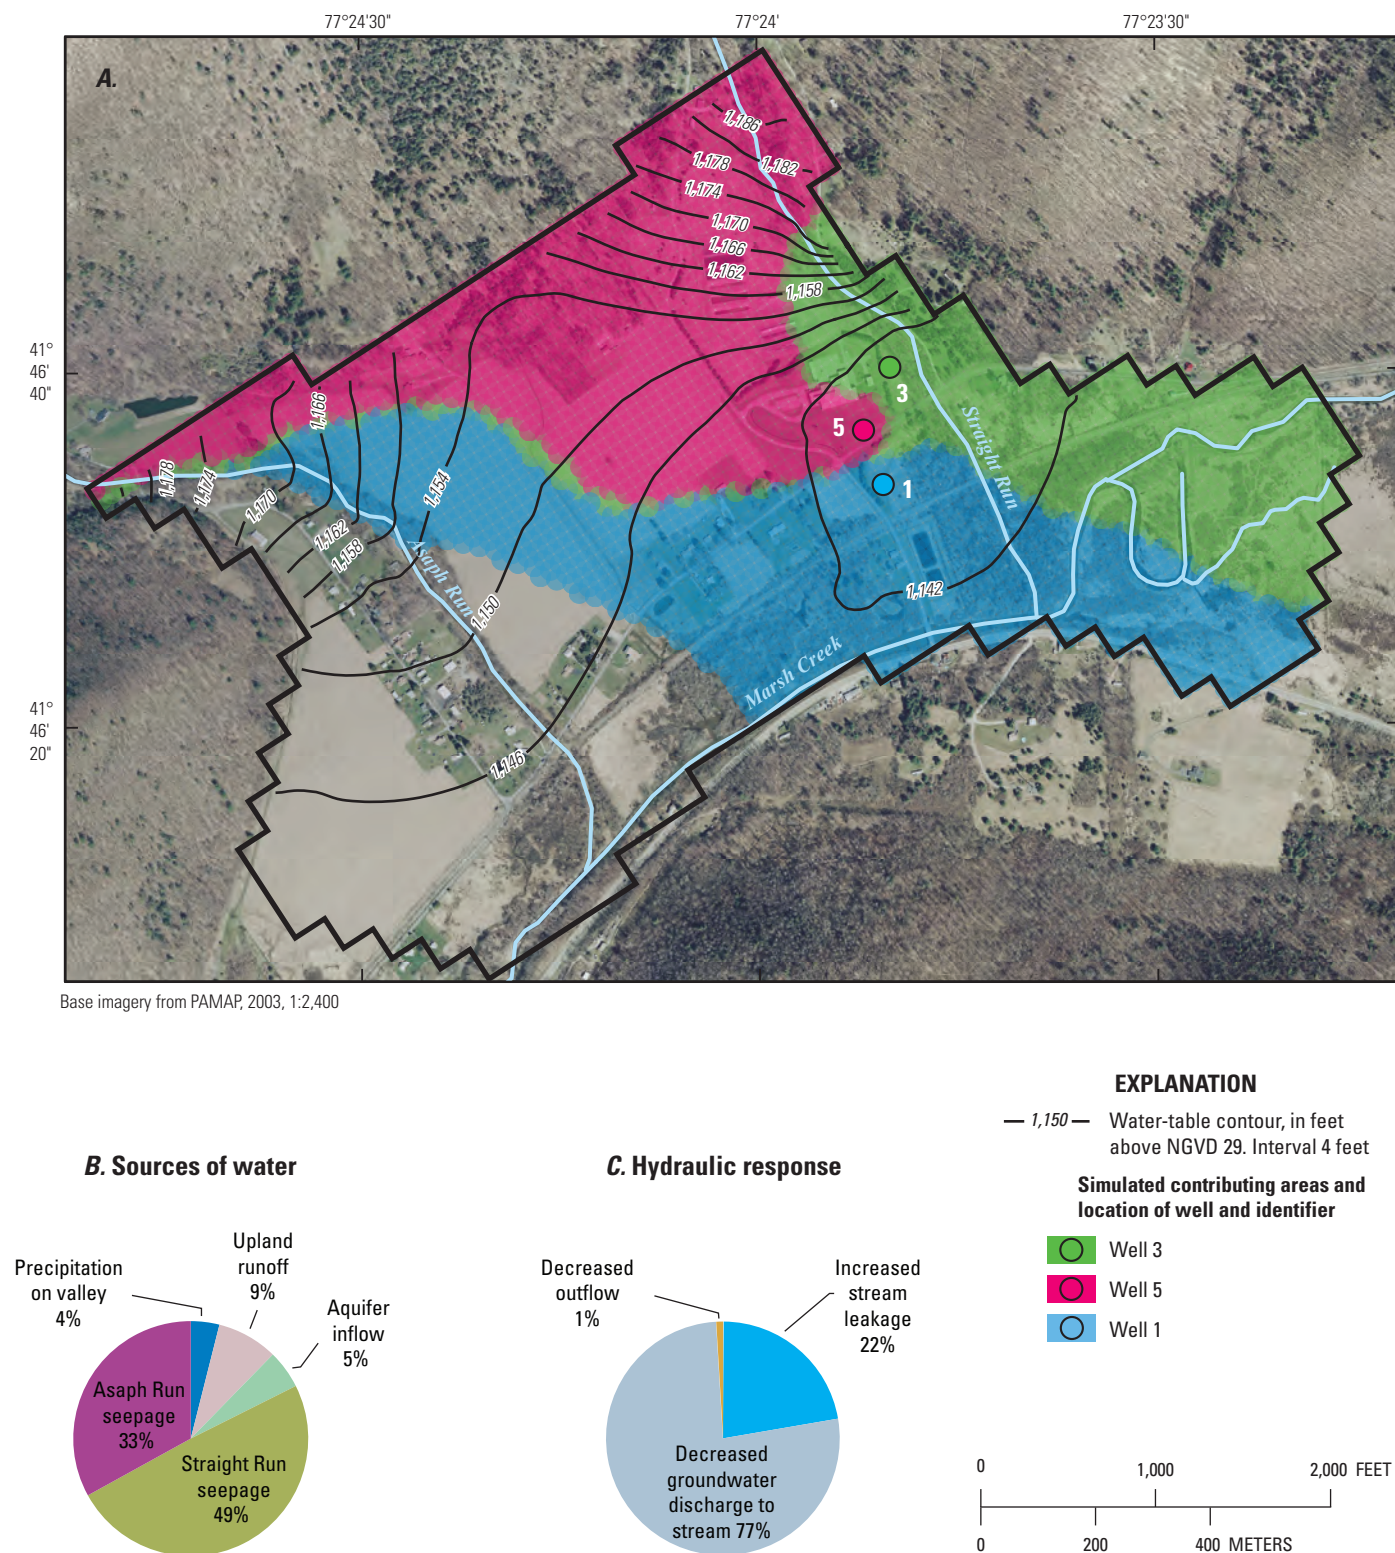 77°24'30"
77°24'
77°23'30"
A.
1,186
1,182
1,178
1,174
1,170
1,166
1,162
1,158
41°
46'
40"
1,166
3
5
Straight Run
1
1,178
1,174
1,170
1,154
1,162
1,158
Asaph Run
1,150
1,142
Marsh Creek
41°
46'
20"
1,146
Base imagery from PAMAP, 2003, 1:2,400
EXPLANATION
1,150
Water-table contour, in feet
above NGVD 29. Interval 4 feet
Simulated contributing areas and
location of well and identifier
Well 3
Well 5
Well 1
B. Sources of water
Precipitation
on valley
4%
Upland
runoff
9%
Aquifer
inflow
5%
Asaph Run
seepage
33%
Straight Run
seepage
49%
C. Hydraulic response
Decreased
outflow
1%
Increased
stream
leakage
22%
Decreased
groundwater
discharge to
stream 77%
0
1,000
2,000 FEET
0
200
400 METERS